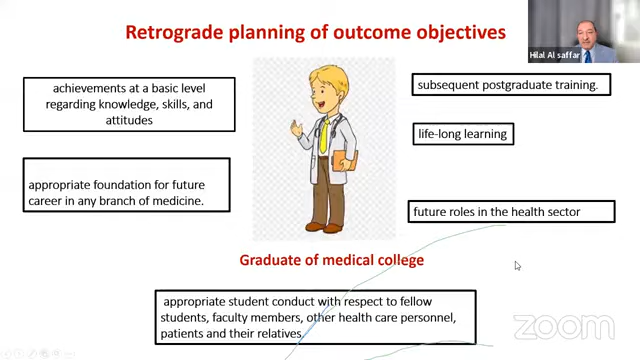 Retrograde planning of outcome objectives
Hilal Al saffar
achievements at a basic level
regarding knowledge, skills, and
attitudes
subsequent postgraduate training.
life-long learning
appropriate foundation for future
career in any branch of medicine.
future roles in the health sector
Graduate of medical college
appropriate student conduct with respect to fellow
students, faculty members, other health care personnel,
patients and their relatives
zoom